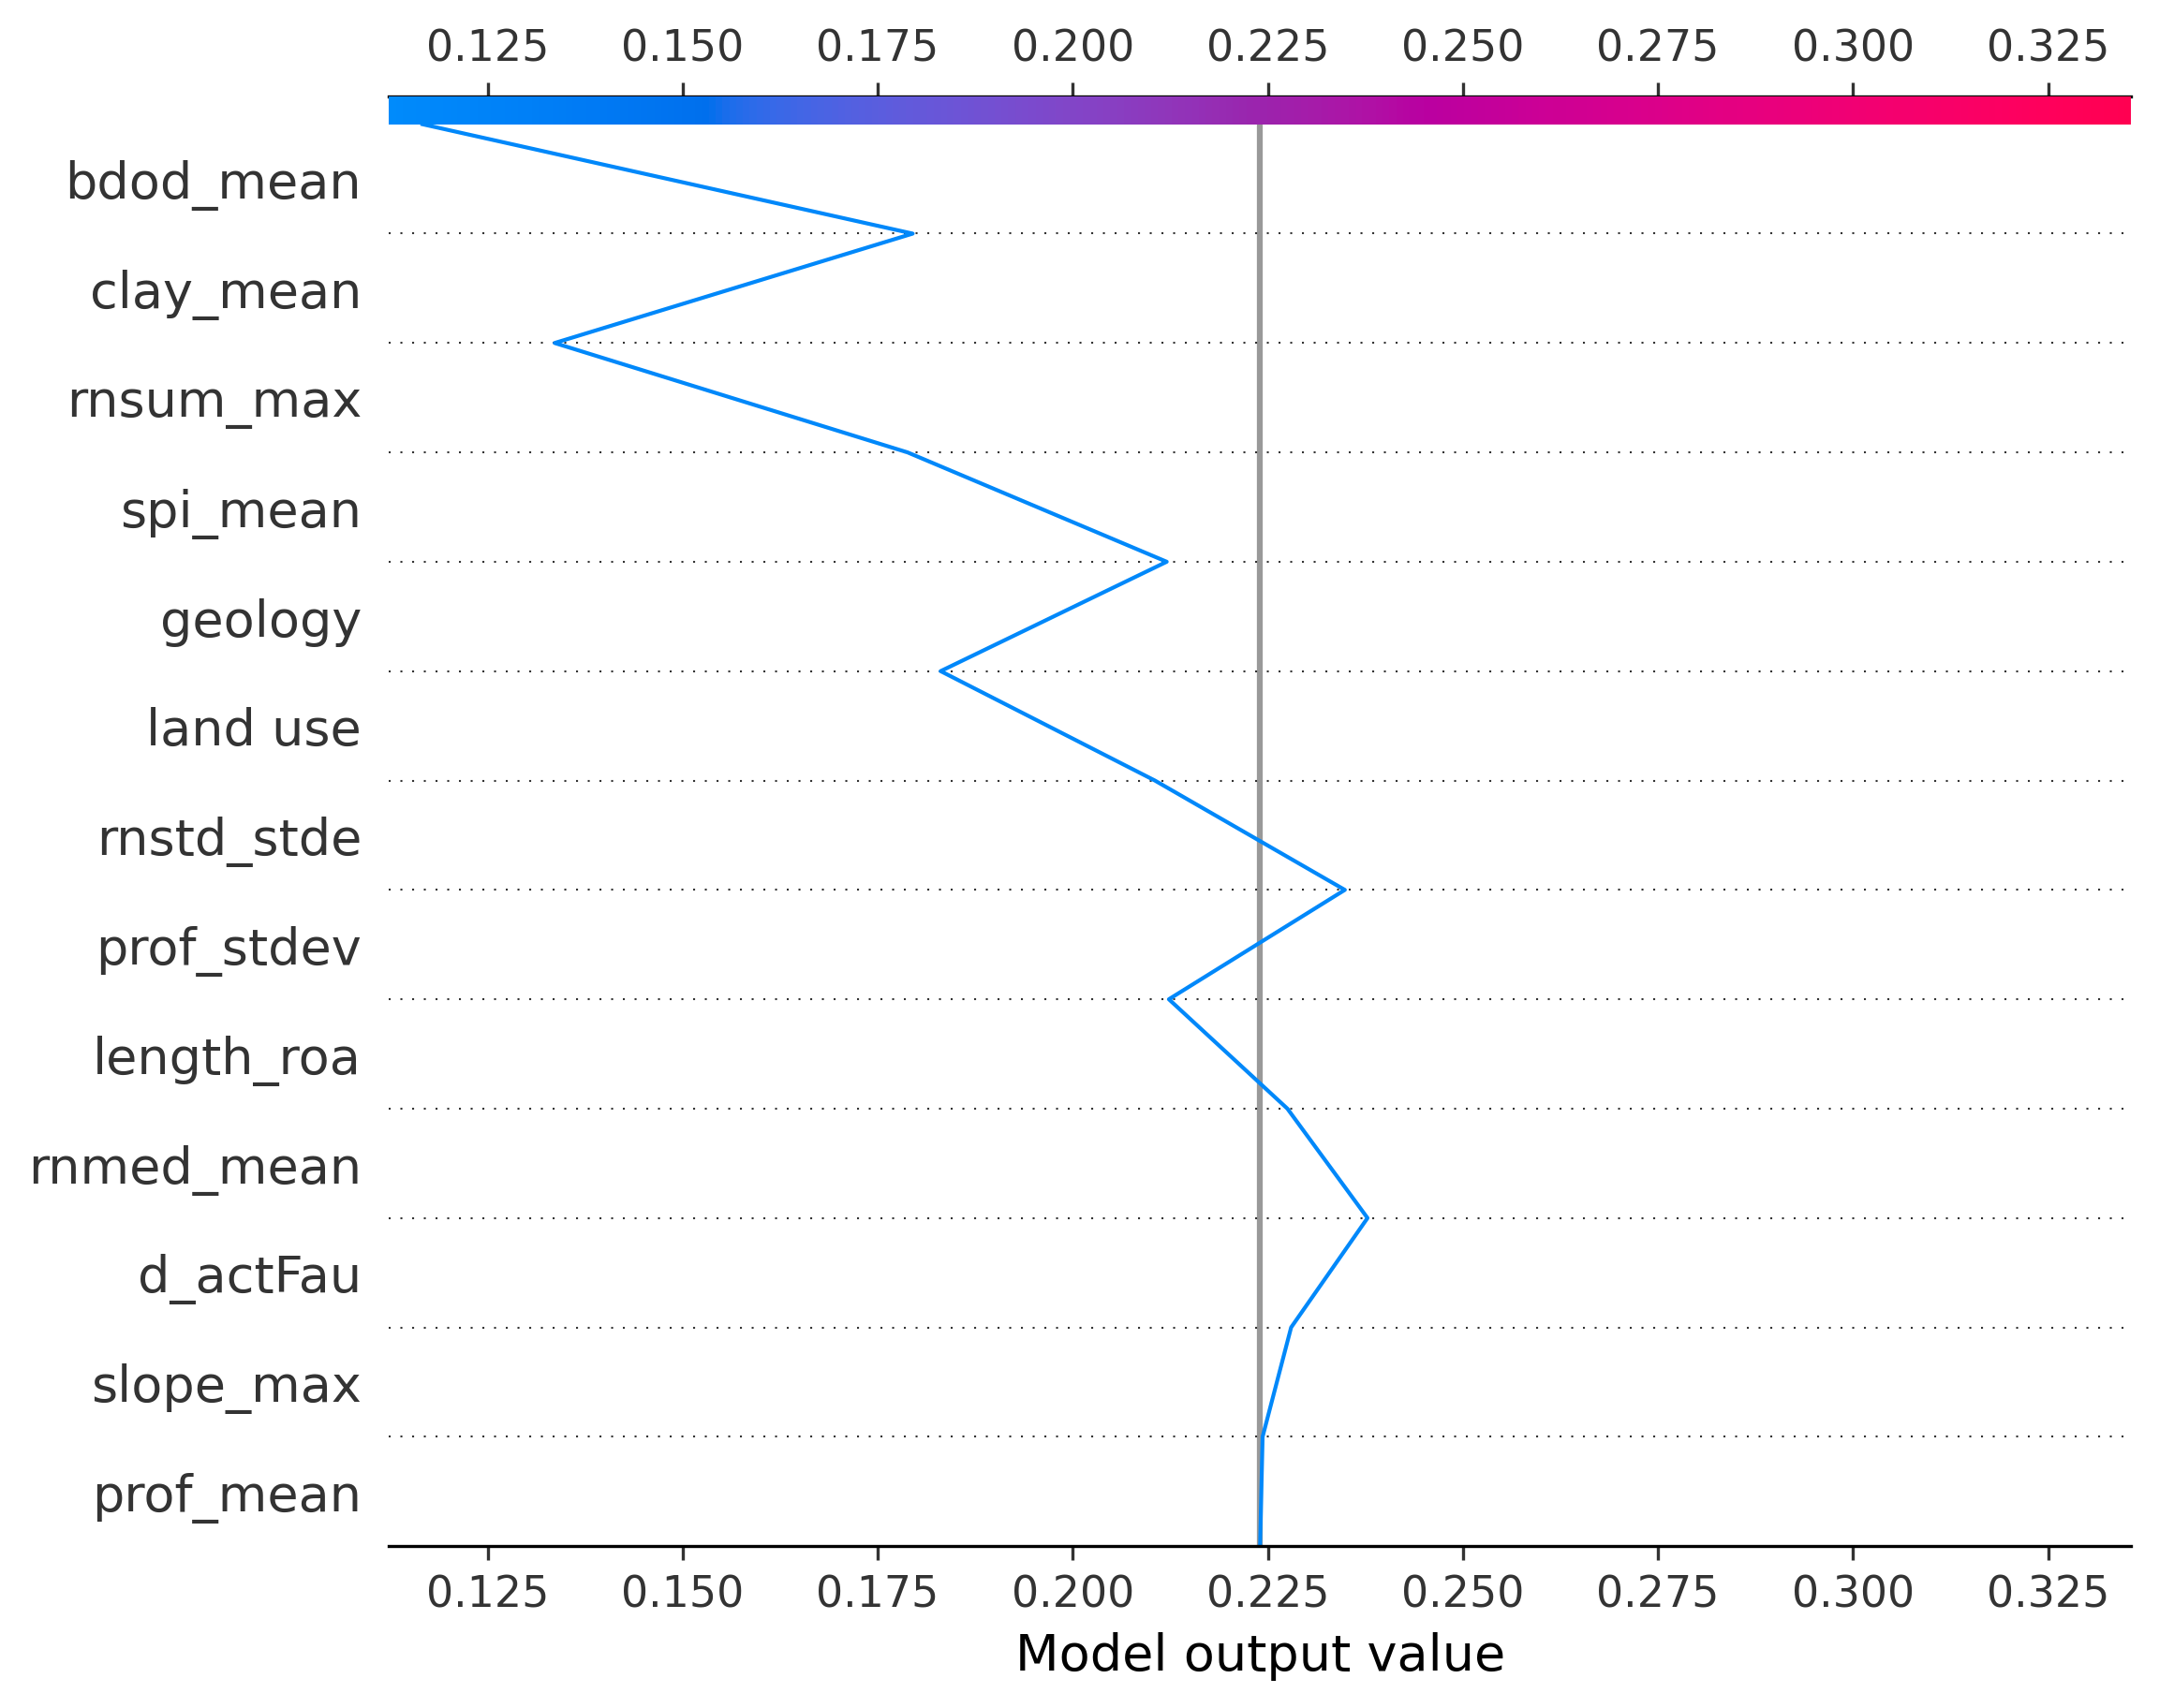 0.125 0.150 0.175 0.200 0.225 0.250 0.275 0.300 0.325
bdod_mean
clay_mean
rnsum_max
spi_mean
geology
land use
rnstd_stde
prof_stdev
length_roa
rnmed_mean
d_actFau
slope_max
prof_mean
0.125 0.150 0.175 0.200 0.225 0.250 0.275 0.300 0.325
Model output value